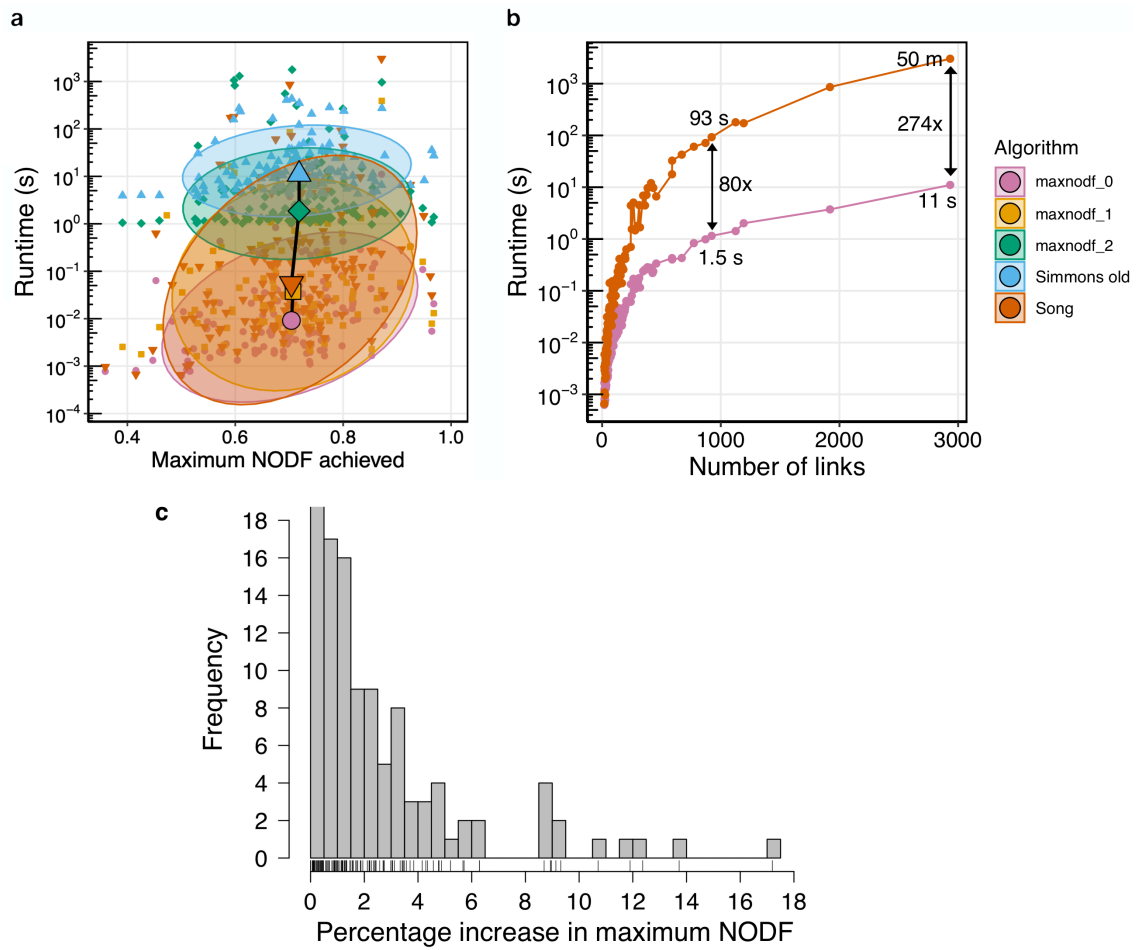 a
Runtime (s)
10³
10²
10¹
10⁰
10⁻¹
10⁻²
10⁻³
10⁻⁴
0.4 0.6 0.8 1.0
Maximum NODF achieved
b
Runtime (s)
10³
10²
10¹
10⁰
10⁻¹
10⁻²
10⁻³
50 m
93 s
274x
80x
11 s
1.5 s
0 1000 2000 3000
Number of links
Algorithm
maxnodf_0
maxnodf_1
maxnodf_2
Simmons old
Song
c
Frequency
18
16
14
12
10
8
6
4
2
0
0 2 4 6 8 10 12 14 16 18
Percentage increase in maximum NODF